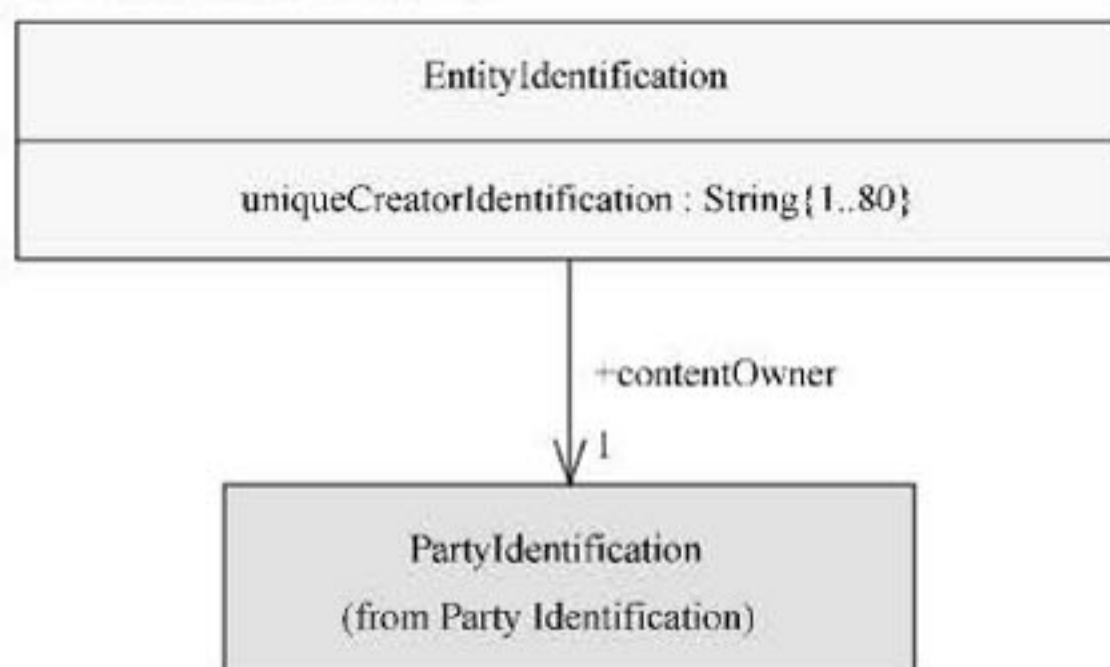 EntityIdentification
uniqueCreatorIdentification : String{1..80}
+contentOwner
1
PartyIdentification
(from Party Identification)